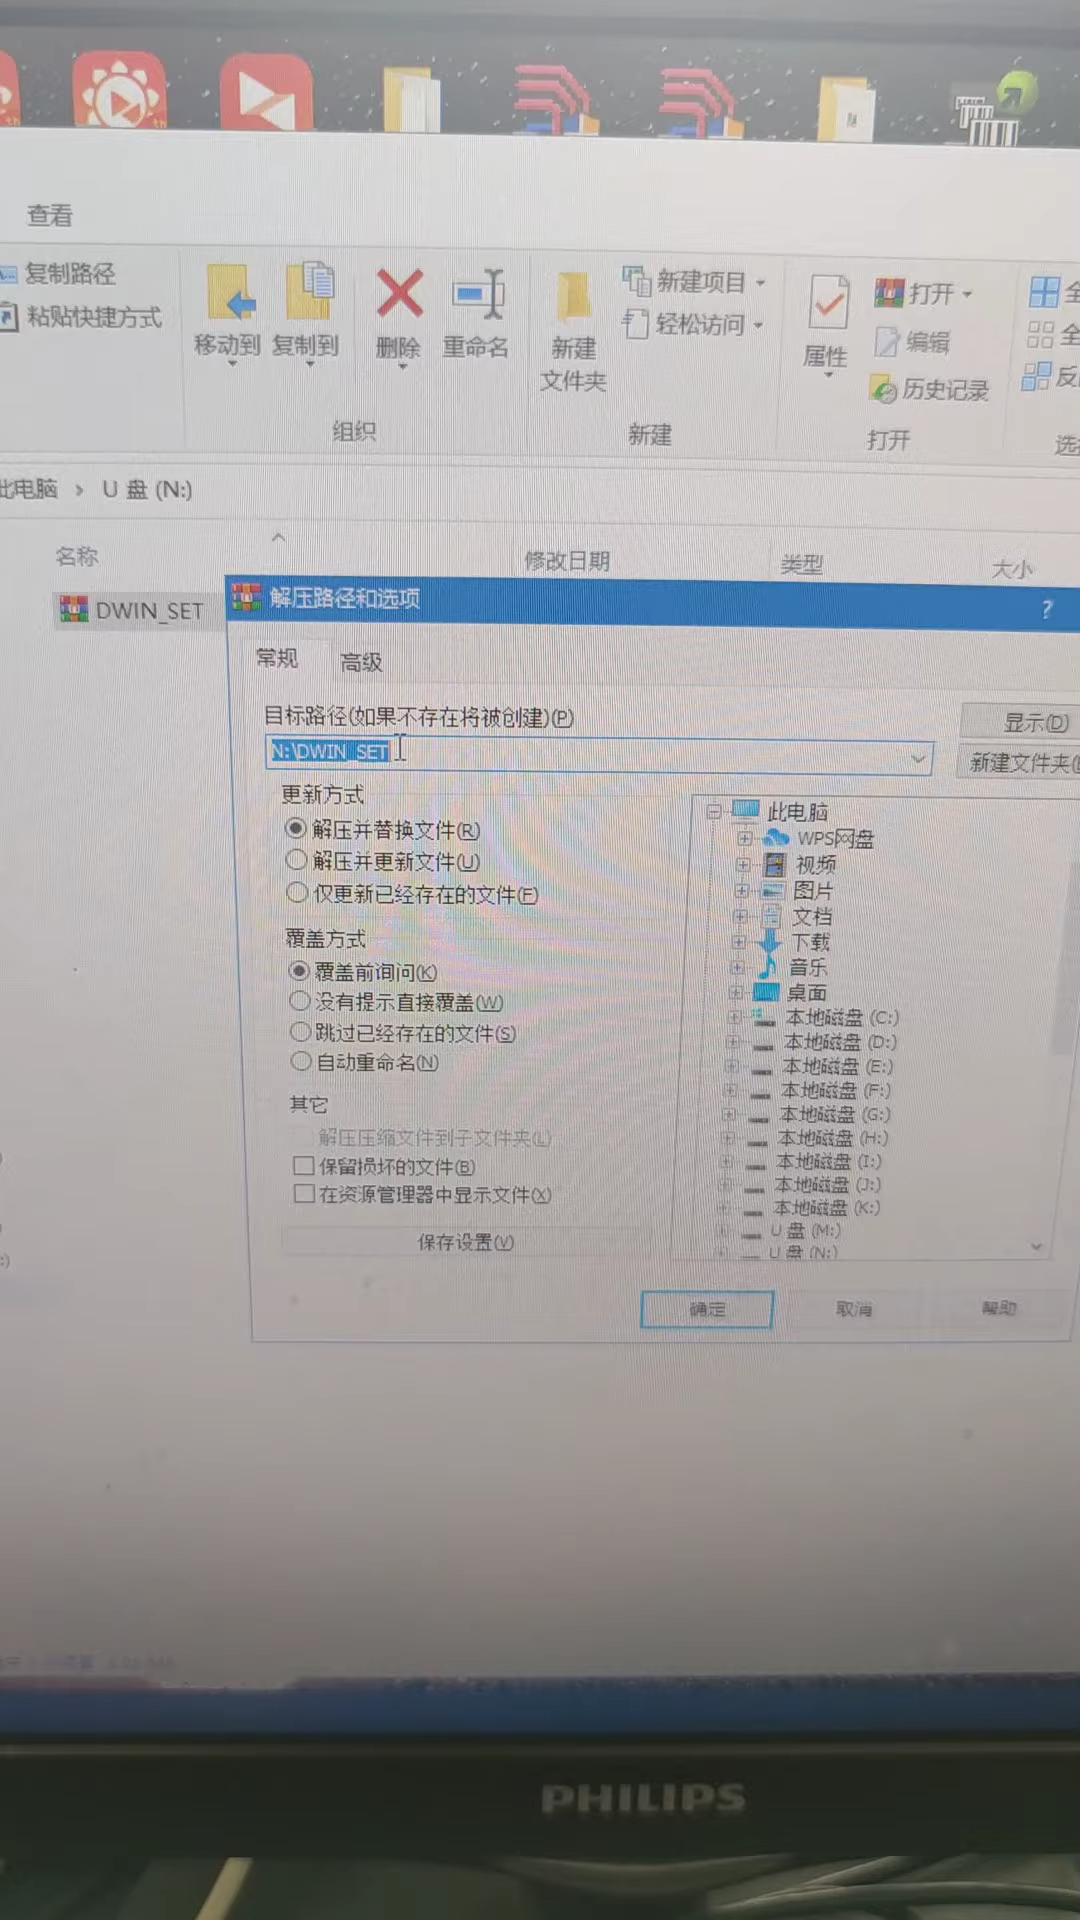 查看
复制路径
粘贴快捷方式
移动到
复制到
删除
重命名
新建
文件夹
新建项目
轻松访问
属性
打开
编辑
历史记录
组织
新建
打开
此电脑 › U 盘 (N:)
名称
修改日期
类型
大小
DWIN_SET
解压路径和选项
?
常规
高级
目标路径(如果不存在将被创建)(P)
显示(D)
N:\DWIN_SET
新建文件夹(
更新方式
解压并替换文件(R)
解压并更新文件(U)
仅更新已经存在的文件(F)
覆盖方式
覆盖前询问(K)
没有提示直接覆盖(W)
跳过已经存在的文件(S)
自动重命名(N)
其它
解压压缩文件到子文件夹(L)
保留损坏的文件(B)
在资源管理器中显示文件(X)
保存设置(V)
此电脑
WPS网盘
视频
图片
文档
下载
音乐
桌面
本地磁盘 (C:)
本地磁盘 (D:)
本地磁盘 (E:)
本地磁盘 (F:)
本地磁盘 (G:)
本地磁盘 (H:)
本地磁盘 (I:)
本地磁盘 (J:)
本地磁盘 (K:)
U 盘 (M:)
U 盘 (N:)
确定
取消
帮助
PHILIPS